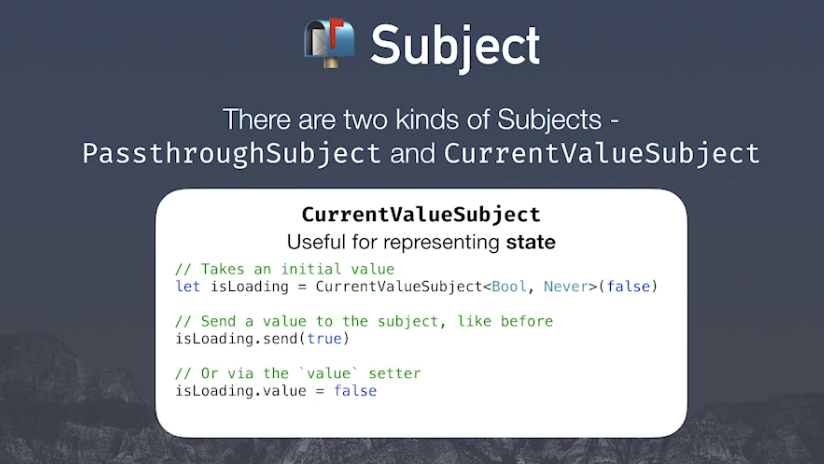 Subject
There are two kinds of Subjects -
PassthroughSubject and CurrentValueSubject
CurrentValueSubject
Useful for representing state
// Takes an initial value
let isLoading = CurrentValueSubject<Bool, Never>(false)
// Send a value to the subject, like before
isLoading.send(true)
// Or via the `value` setter
isLoading.value = false